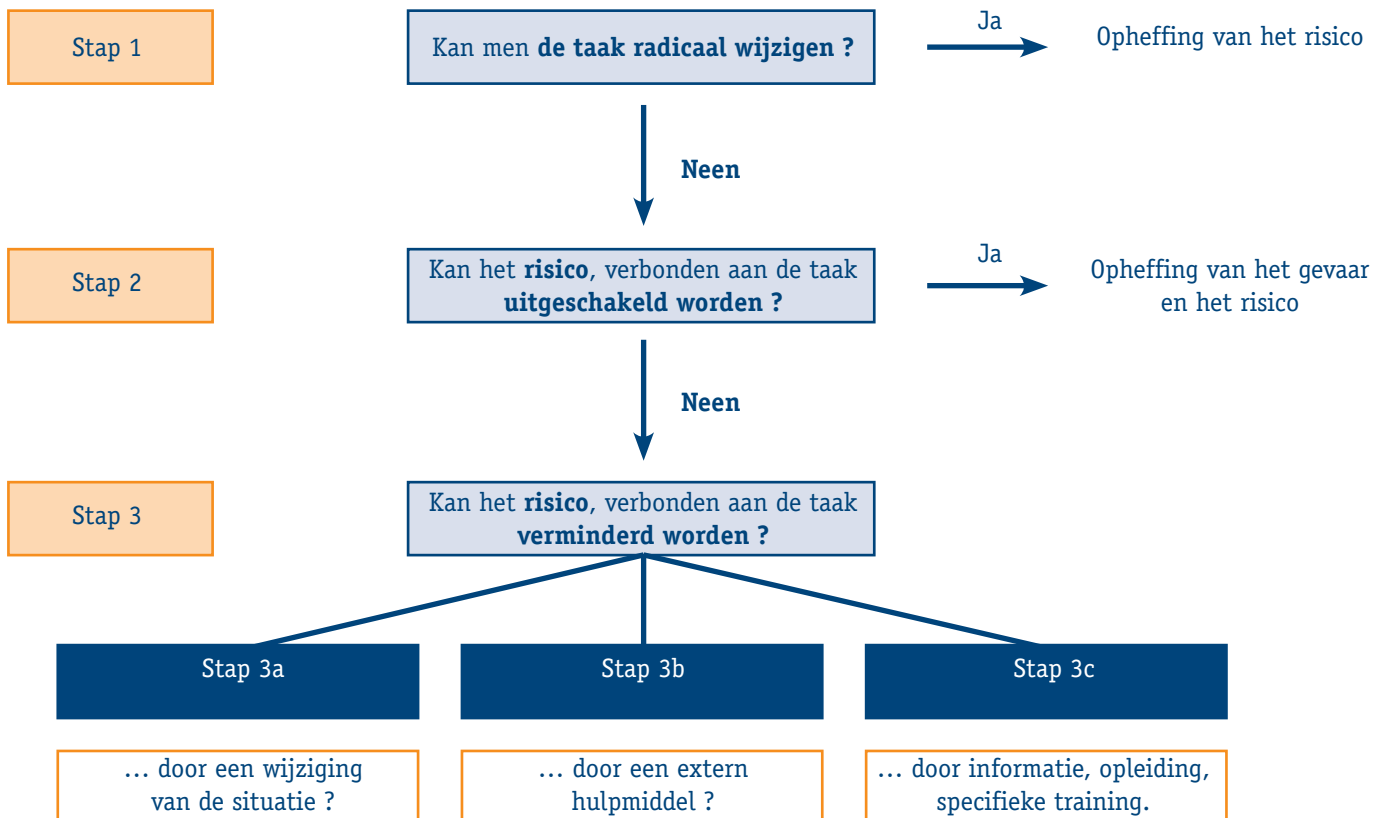 Stap 1
Kan men de taak radicaal wijzigen ?
Ja
Opheffing van het risico
Neen
Stap 2
Kan het risico, verbonden aan de taak
uitgeschakeld worden ?
Ja
Opheffing van het gevaar
en het risico
Neen
Stap 3
Kan het risico, verbonden aan de taak
verminderd worden ?
Stap 3a
Stap 3b
Stap 3c
... door een wijziging
van de situatie ?
... door een extern
hulpmiddel ?
... door informatie, opleiding,
specifieke training.